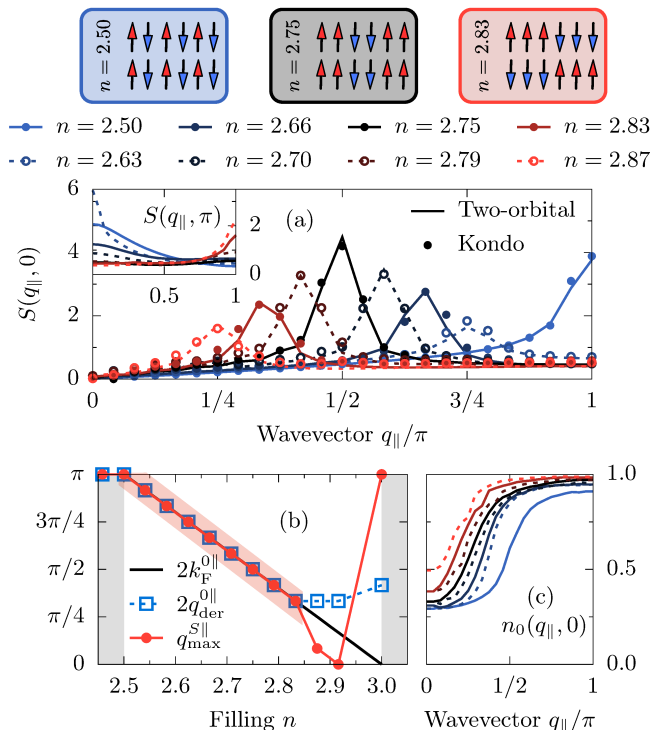 n = 2.50
n = 2.75
n = 2.83
n = 2.50
n = 2.66
n = 2.75
n = 2.83
n = 2.63
n = 2.70
n = 2.79
n = 2.87
S(q∥, 0)
6
4
2
0
S(q∥, π)
2
0
0.5
1
(a)
Two-orbital
Kondo
0
1/4
1/2
3/4
1
Wavevector q∥/π
π
3π/4
π/2
π/4
0
(b)
2k_F^{0∥}
2q_der^{0∥}
q_max^{S∥}
2.5
2.6
2.7
2.8
2.9
3.0
Filling n
1.0
0.5
0.0
(c)
n₀(q∥, 0)
0
1/2
1
Wavevector q∥/π